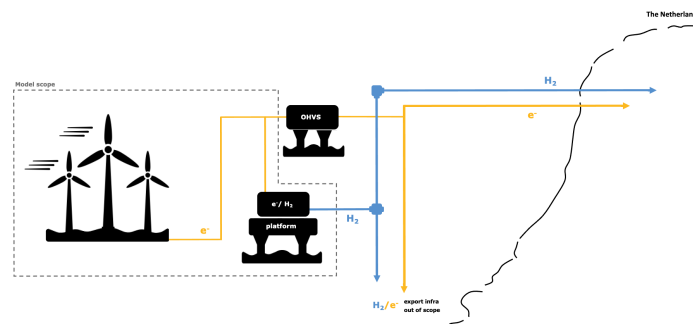 The Netherlan
Model scope
H₂
OHVS
e⁻
e⁻/ H₂
platform
H₂
e⁻
H₂/e⁻ export infra
out of scope